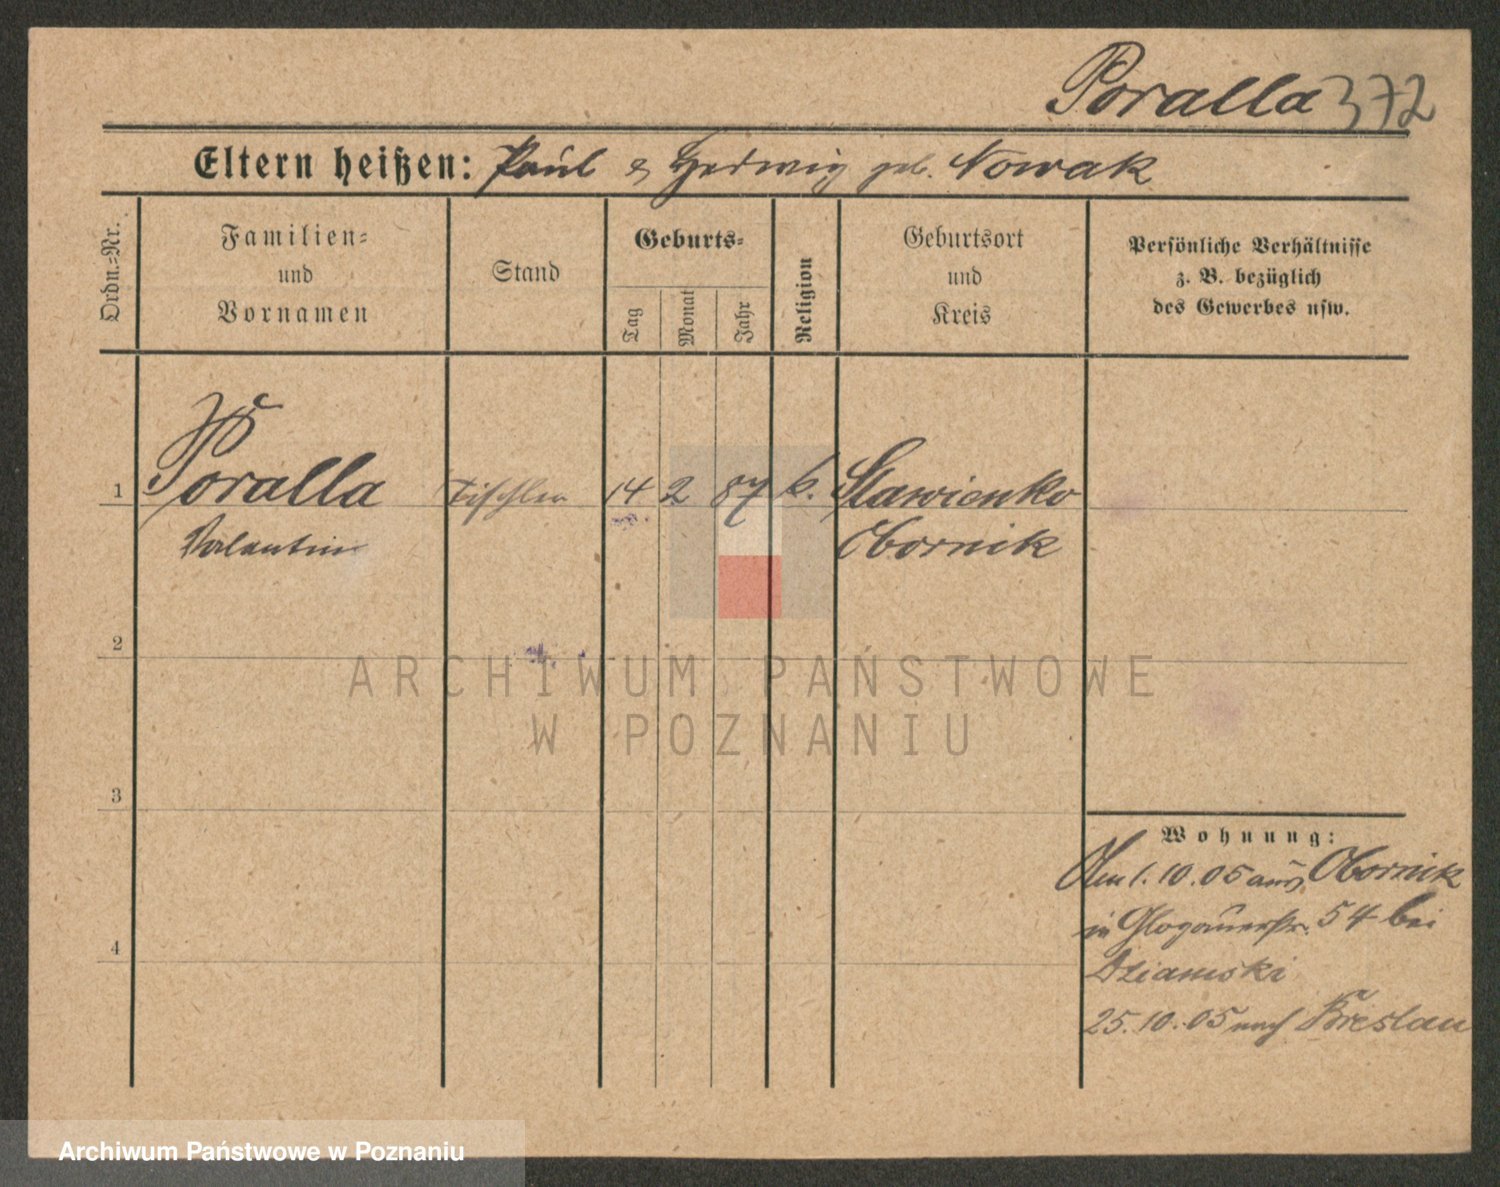 Poralla 372
Eltern heißen: Paul & Hedwig geb. Nowak
Ordn.-Nr.
Familien-
und
Vornamen
Stand
Geburts-
Tag
Monat
Jahr
Religion
Geburtsort
und
Kreis
Persönliche Verhältnisse
z. B. bezüglich
des Gewerbes usw.
1 Poralla Tischler 14 2 87 k. Slawienko
Valentin Obornik
2
3
4
Wohnung:
Am 1. 10. 05 aus Obornik
in Glogauerstr. 54 bei
Dziamski
25. 10. 05 nach Breslau
ARCHIWUM PAŃSTWOWE
W POZNANIU
Archiwum Państwowe w Poznaniu